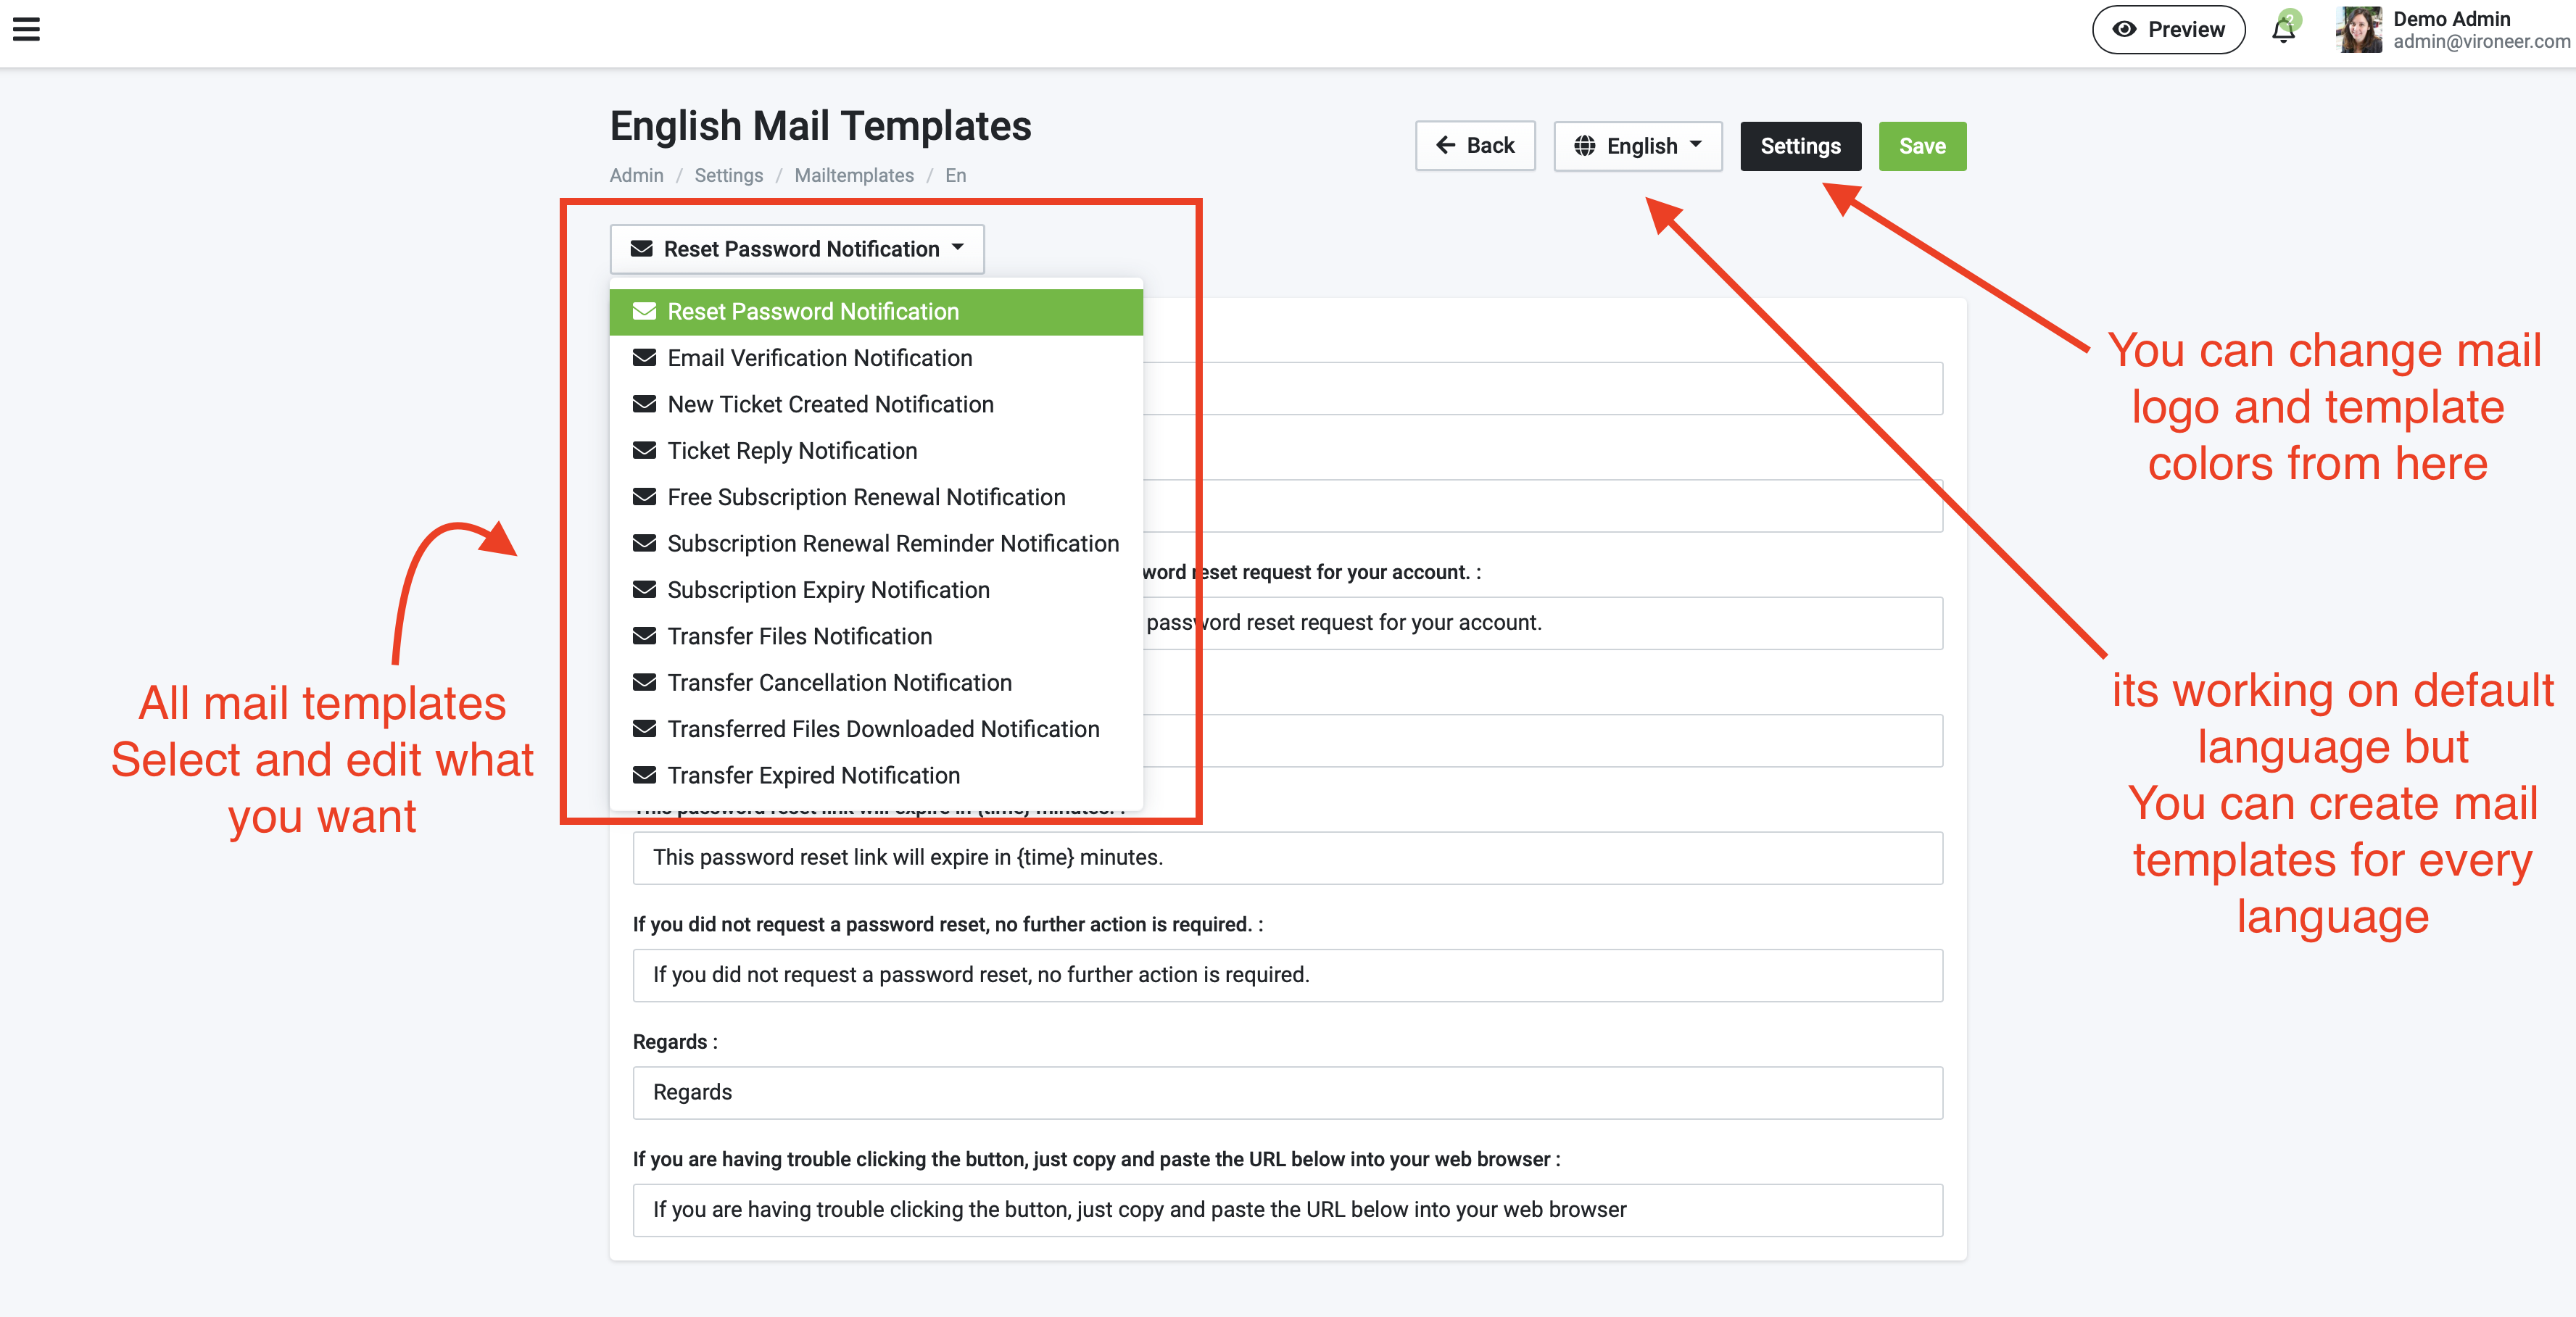 Preview
2
Demo Admin
admin@vironeer.com
English Mail Templates
Admin / Settings / Mailtemplates / En
Back
English
Settings
Save
Reset Password Notification
Reset Password Notification
Email Verification Notification
New Ticket Created Notification
Ticket Reply Notification
Free Subscription Renewal Notification
Subscription Renewal Reminder Notification
Subscription Expiry Notification
Transfer Files Notification
Transfer Cancellation Notification
Transferred Files Downloaded Notification
Transfer Expired Notification
word reset request for your account. :
password reset request for your account.
This password reset link will expire in {time} minutes. :
This password reset link will expire in {time} minutes.
If you did not request a password reset, no further action is required. :
If you did not request a password reset, no further action is required.
Regards :
Regards
If you are having trouble clicking the button, just copy and paste the URL below into your web browser :
If you are having trouble clicking the button, just copy and paste the URL below into your web browser
All mail templates
Select and edit what
you want
You can change mail
logo and template
colors from here
its working on default
language but
You can create mail
templates for every
language